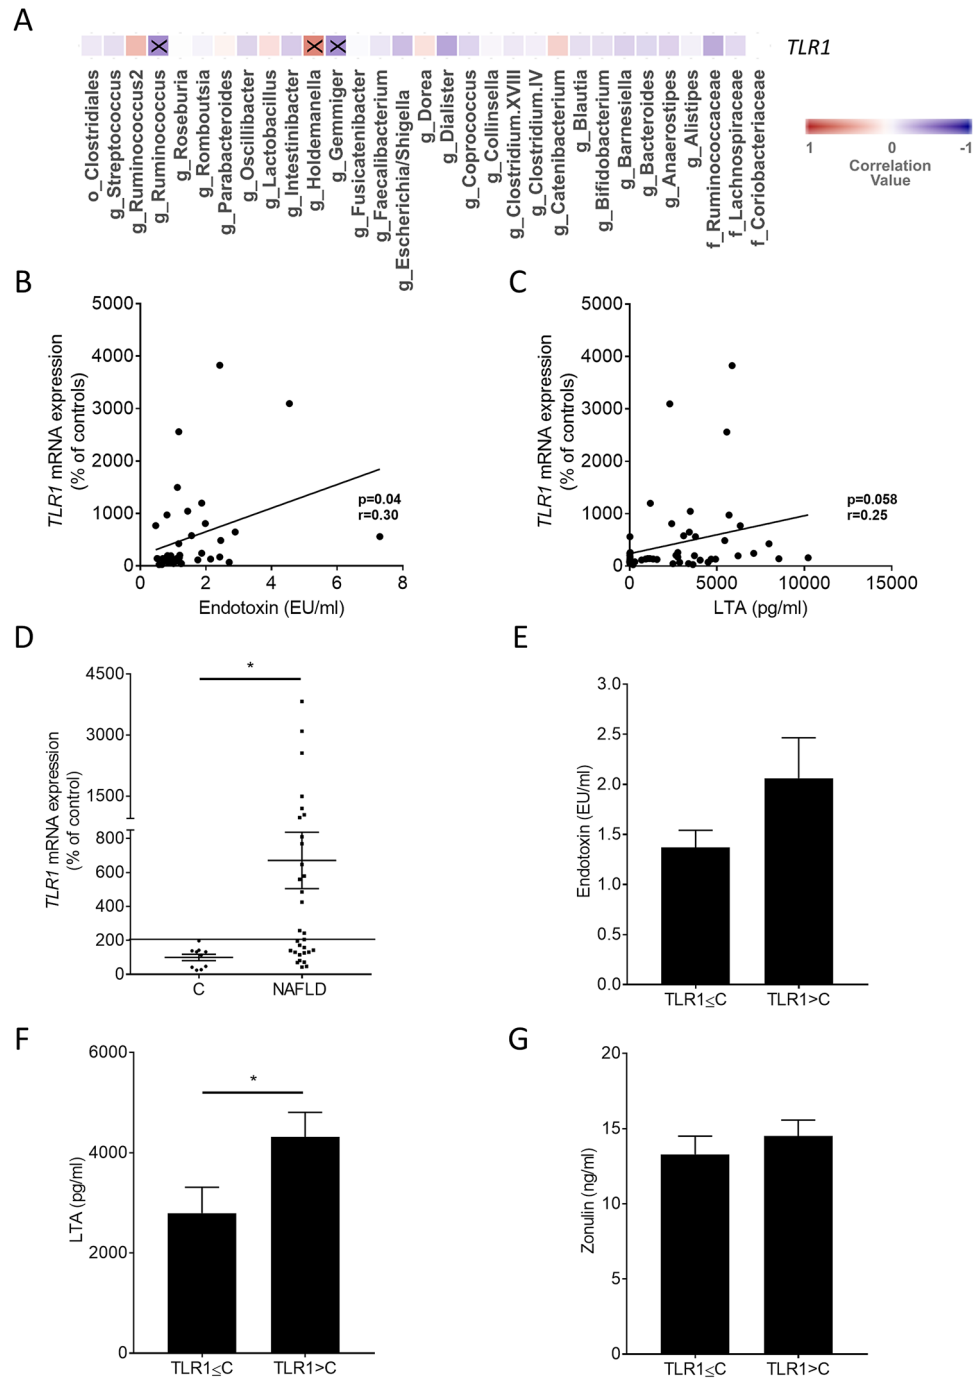 A
X
X
X
TLR1
o_Clostridiales
g_Streptococcus
g_Ruminococcus2
g_Ruminococcus
g_Roseburia
g_Romboutsia
g_Parabacteroides
g_Oscillibacter
g_Lactobacillus
g_Intestinibacter
g_Holdemanella
g_Gemmiger
g_Fusicatenibacter
g_Faecalibacterium
g_Escherichia/Shigella
g_Dorea
g_Dialister
g_Coprococcus
g_Collinsella
g_Clostridium.XVIII
g_Clostridium.IV
g_Catenibacterium
g_Blautia
g_Bifidobacterium
g_Barnesiella
g_Bacteroides
g_Anaerostipes
g_Alistipes
f_Ruminococcaceae
f_Lachnospiraceae
f_Coriobacteriaceae
1 0 -1
Correlation
Value
B
TLR1 mRNA expression
(% of controls)
5000
4000
3000
2000
1000
0
p=0.04
r=0.30
0 2 4 6 8
Endotoxin (EU/ml)
C
TLR1 mRNA expression
(% of controls)
5000
4000
3000
2000
1000
0
p=0.058
r=0.25
0 5000 10000 15000
LTA (pg/ml)
D
TLR1 mRNA expression
(% of control)
4500
3000
1500
800
600
400
200
0
*
C NAFLD
E
Endotoxin (EU/ml)
3.0
2.5
2.0
1.5
1.0
0.5
0.0
TLR1≤C TLR1>C
F
LTA (pg/ml)
6000
4000
2000
0
*
TLR1≤C TLR1>C
G
Zonulin (ng/ml)
20
15
10
5
0
TLR1≤C TLR1>C